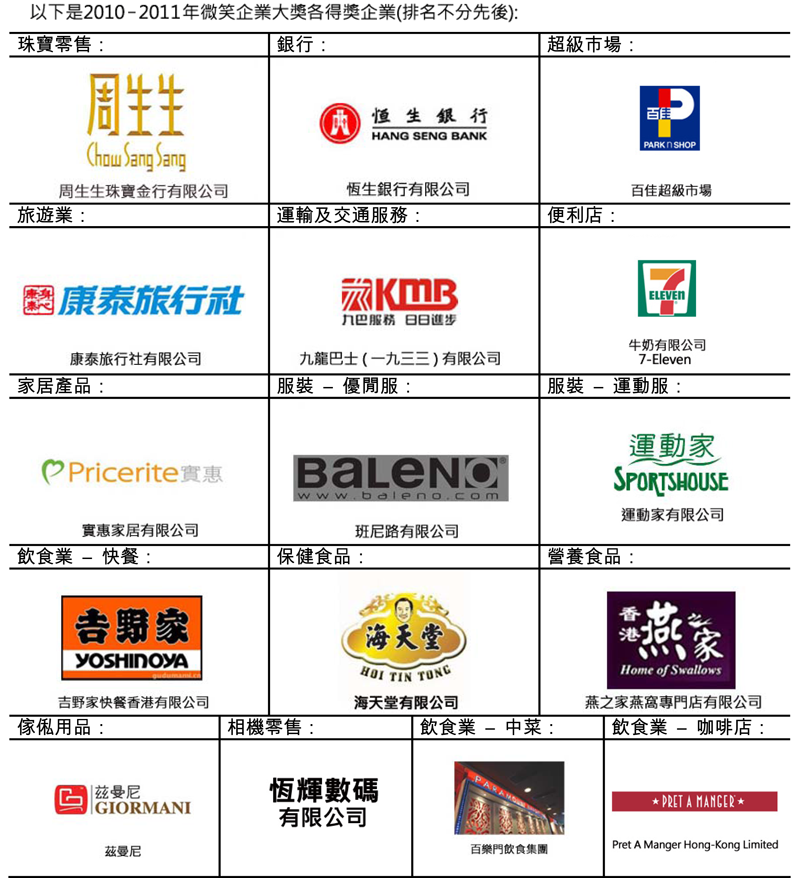 以下是2010-2011年微笑企業大獎各得獎企業(排名不分先後):
珠寶零售：
銀行：
超級市場：
周生生
Chow Sang Sang
周生生珠寶金行有限公司
恒生銀行
HANG SENG BANK
恆生銀行有限公司
百佳
PARK n SHOP
百佳超級市場
旅遊業：
運輸及交通服務：
便利店：
康泰旅行社
康泰旅行社有限公司
KMB
九巴服務 日日進步
九龍巴士(一九三三)有限公司
7
ELEVEN
牛奶有限公司
7-Eleven
家居產品：
服裝 – 優閒服：
服裝 – 運動服：
Pricerite實惠
實惠家居有限公司
BALENO
www.baleno.com
班尼路有限公司
運動家
SPORTSHOUSE
運動家有限公司
飲食業 – 快餐：
保健食品：
營養食品：
吉野家
YOSHINOYA
gudumami.cc
吉野家快餐香港有限公司
海天堂
HOI TIN TONG
海天堂有限公司
香港燕之家
Home of Swallows
燕之家燕窩專門店有限公司
傢俬用品：
相機零售：
飲食業 – 中菜：
飲食業 – 咖啡店：
茲曼尼
GIORMANI
茲曼尼
恆輝數碼
有限公司
百樂門飲食集團
PRET A MANGER
Pret A Manger Hong-Kong Limited